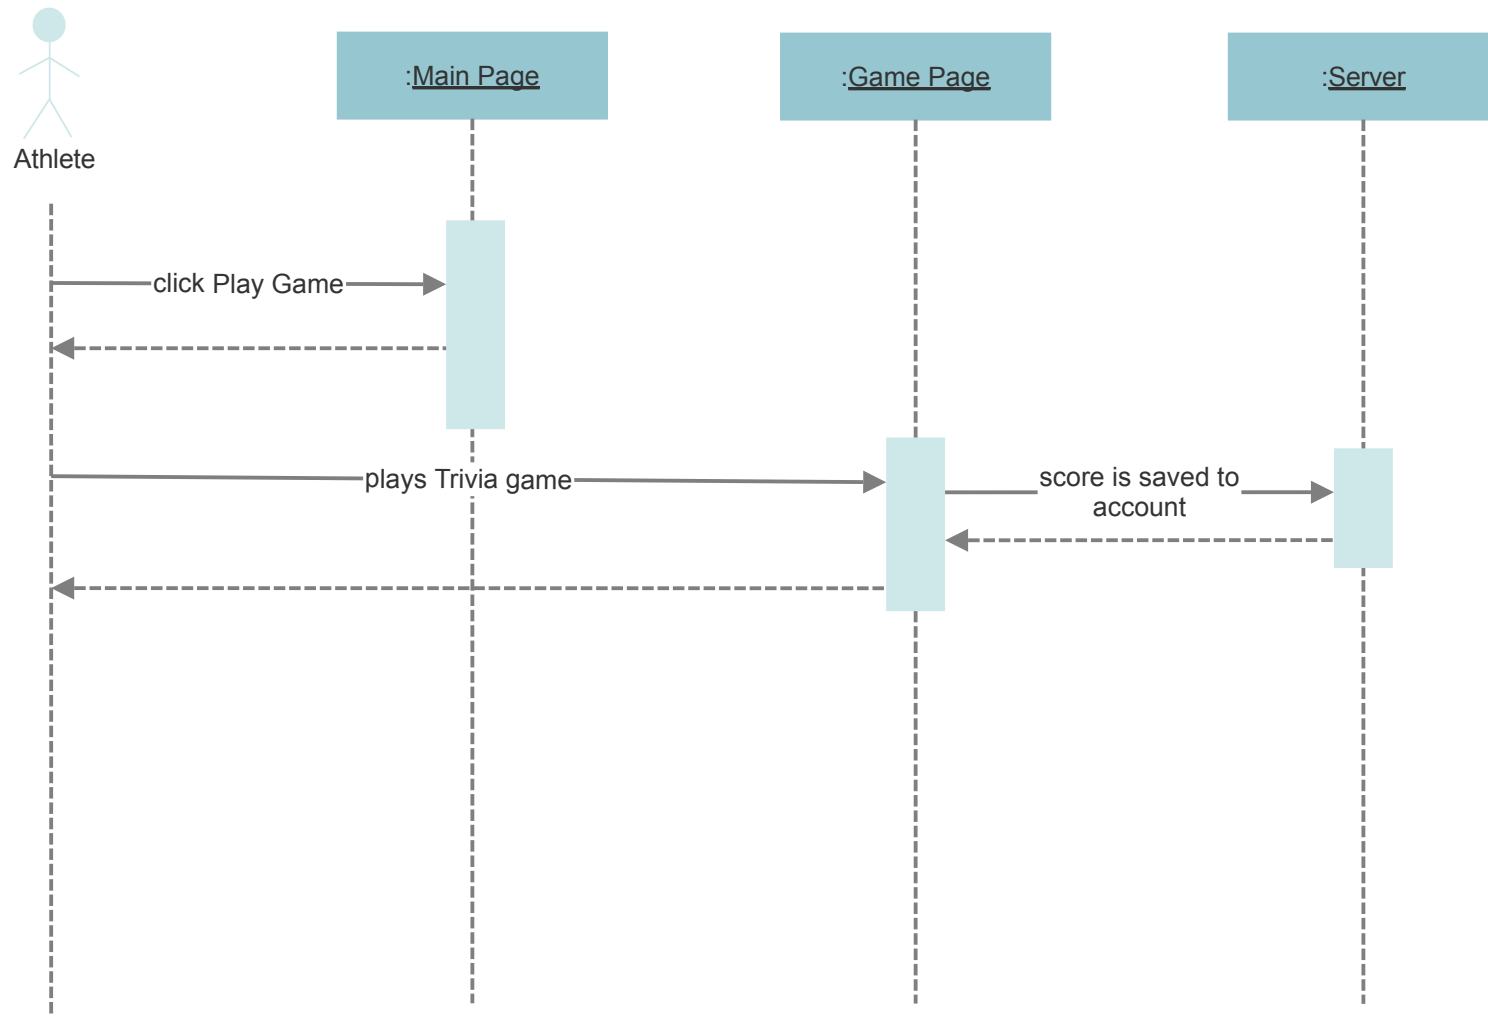 :Main Page
:Game Page
:Server
Athlete
click Play Game
plays Trivia game
score is saved to
account